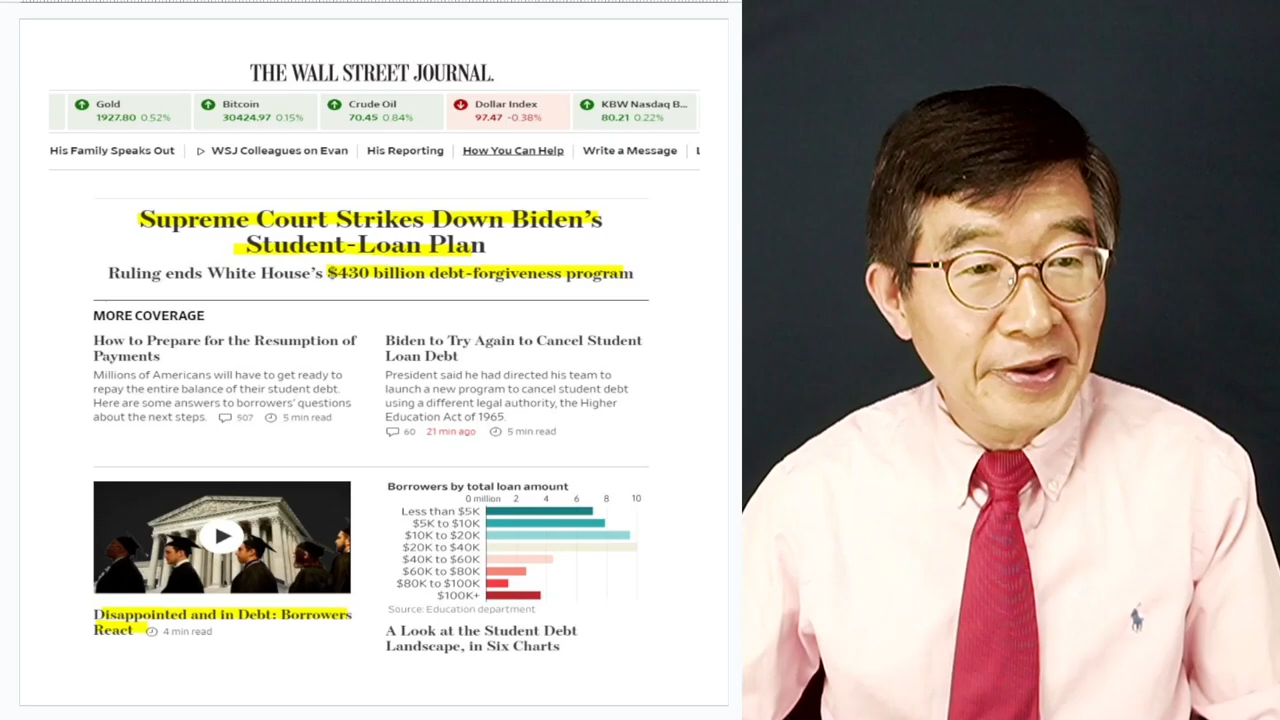 THE WALL STREET JOURNAL.
Gold
1927.80 0.52%
Bitcoin
30424.97 0.15%
Crude Oil
70.45 0.84%
Dollar Index
97.47 -0.38%
KBW Nasdaq B...
80.21 0.22%
His Family Speaks Out
WSJ Colleagues on Evan
His Reporting
How You Can Help
Write a Message
Supreme Court Strikes Down Biden's
Student-Loan Plan
Ruling ends White House's $430 billion debt-forgiveness program
MORE COVERAGE
How to Prepare for the Resumption of
Payments
Millions of Americans will have to get ready to
repay the entire balance of their student debt.
Here are some answers to borrowers' questions
about the next steps. 907 5 min read
Biden to Try Again to Cancel Student
Loan Debt
President said he had directed his team to
launch a new program to cancel student debt
using a different legal authority, the Higher
Education Act of 1965.
60 21 min ago 5 min read
Disappointed and in Debt: Borrowers
React 4 min read
Borrowers by total loan amount
0 million 2 4 6 8 10
Less than $5K
$5K to $10K
$10K to $20K
$20K to $40K
$40K to $60K
$60K to $80K
$80K to $100K
$100K+
Source: Education department
A Look at the Student Debt
Landscape, in Six Charts